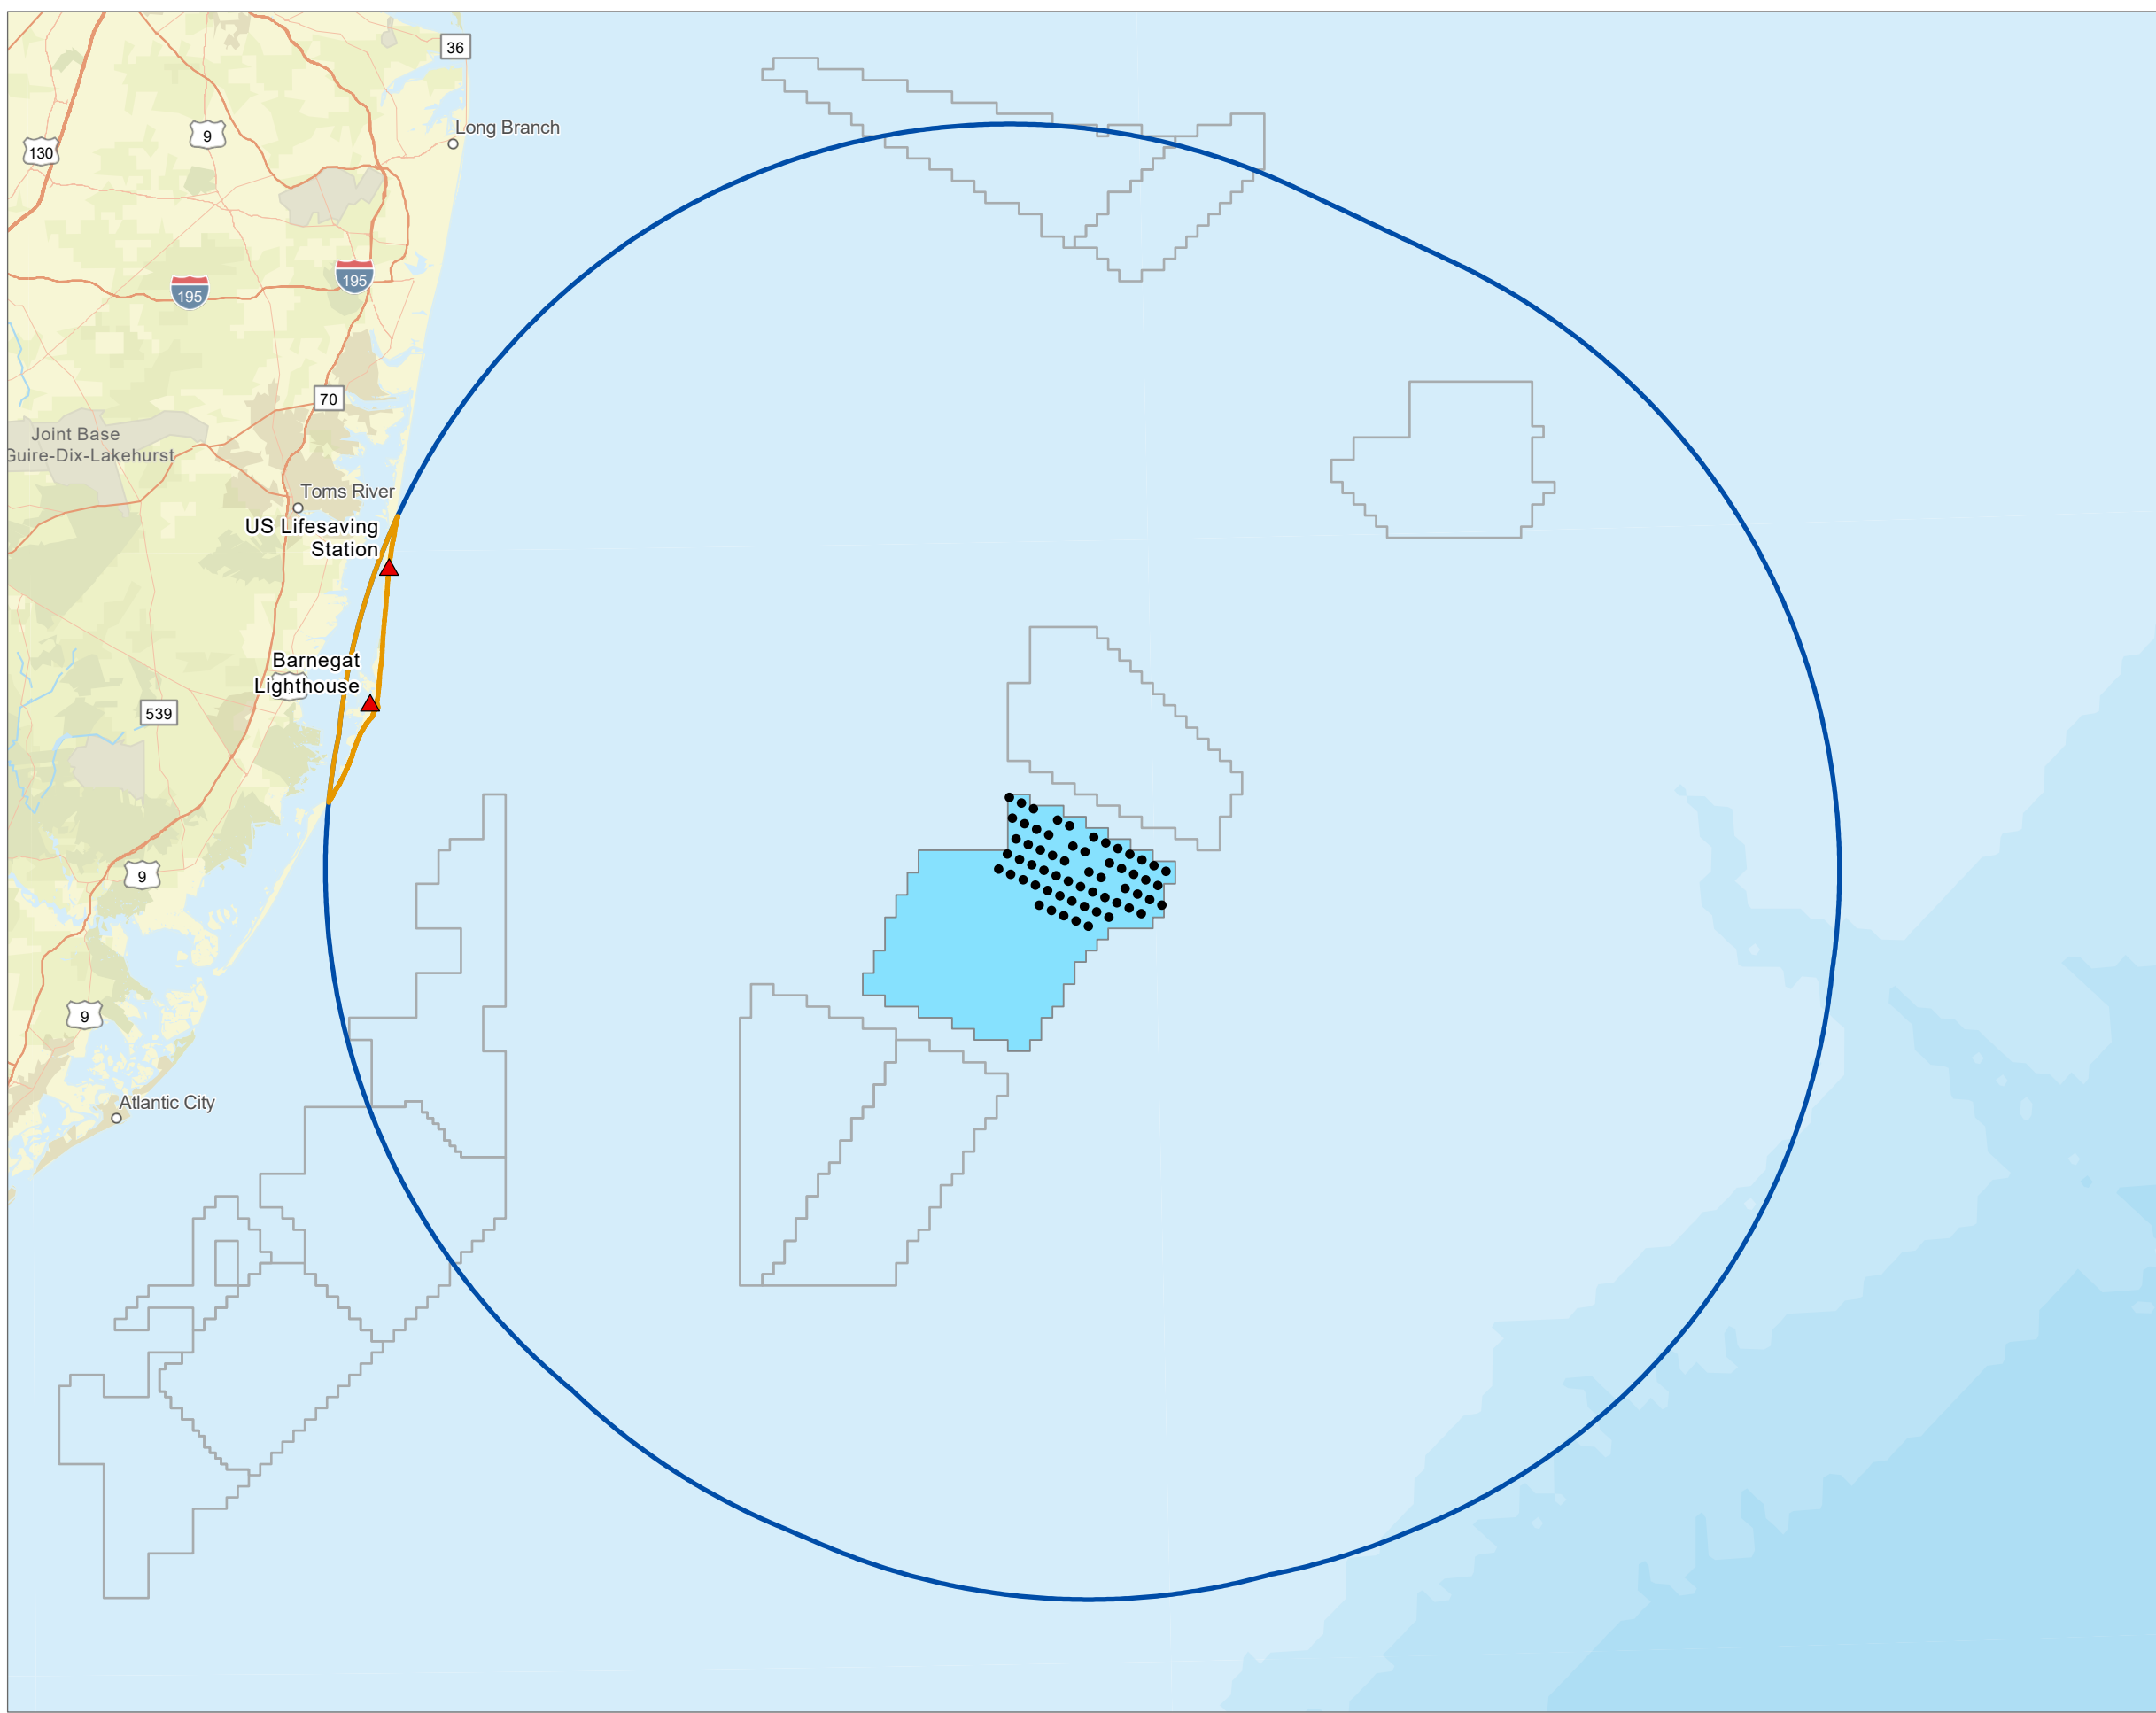 36
Long Branch
9
130
195
195
70
Joint Base
Guire-Dix-Lakehurst
Toms River
US Lifesaving
Station
Barnegat
Lighthouse
539
9
9
Atlantic City